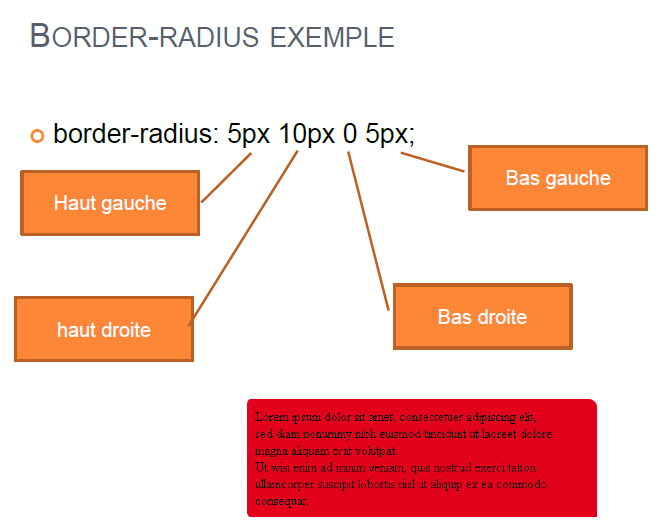 BORDER-RADIUS EXEMPLE
border-radius: 5px 10px 0 5px;
Haut gauche
Bas gauche
haut droite
Bas droite
Lorem ipsum dolor sit amet, consectetuer adipiscing elit,
sed diam nonummy nibh euismod tincidunt ut laoreet dolore
magna aliquam erat volutpat.
Ut wisi enim ad minim veniam, quis nostrud exerci tation
ullamcorper suscipit lobortis nisl ut aliquip ex ea commodo
consequat.